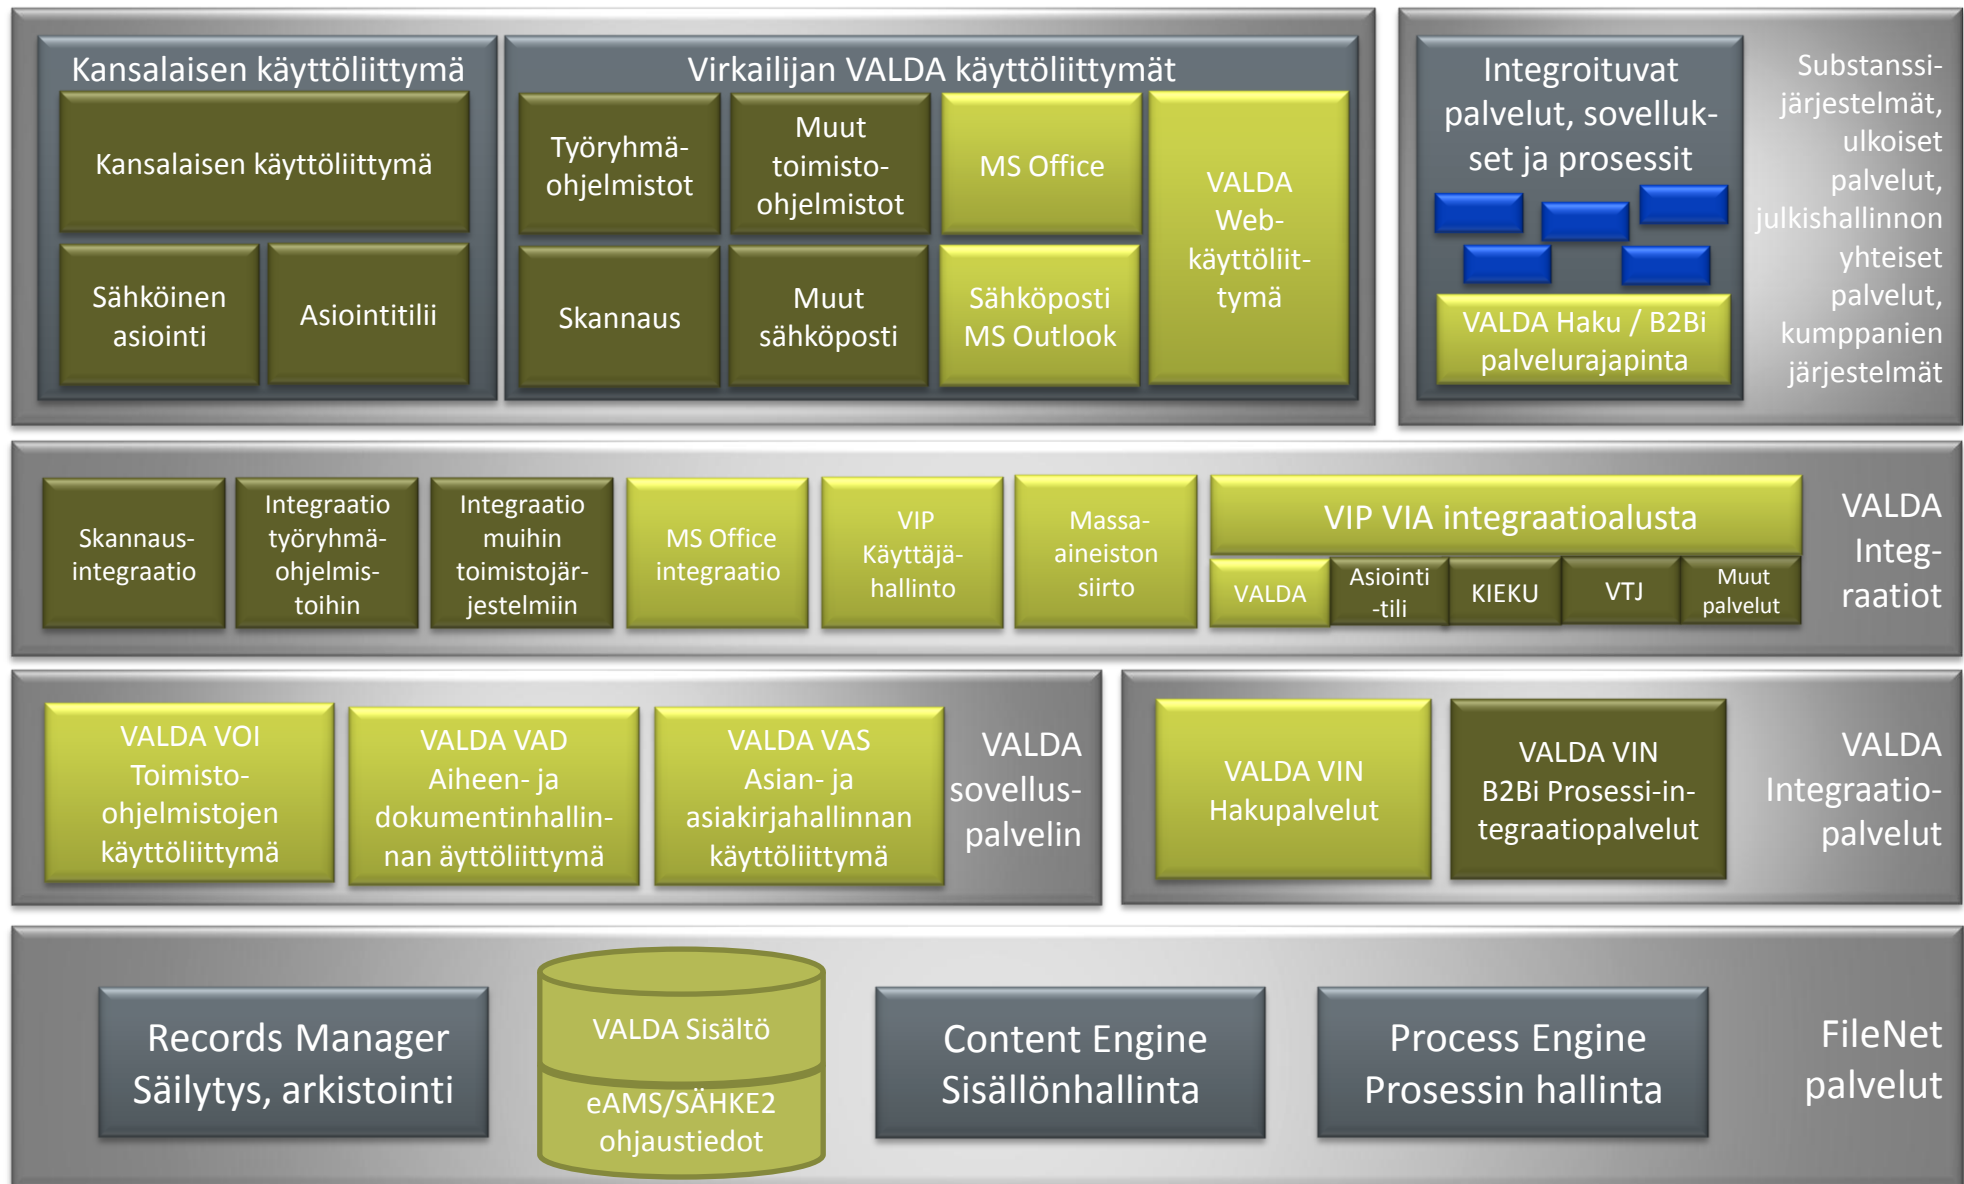 Kansalaisen käyttöliittymä
Kansalaisen käyttöliittymä
Sähköinen
asiointi
Asiointitilii
Virkailijan VALDA käyttöliittymät
Työryhmä-
ohjelmistot
Muut
toimisto-
ohjelmistot
MS Office
VALDA
Web-
käyttöliit-
tymä
Skannaus
Muut
sähköposti
Sähköposti
MS Outlook
Integroituvat
palvelut, sovelluk-
set ja prosessit
VALDA Haku / B2Bi
palvelurajapinta
Substanssi-
järjestelmät,
ulkoiset
palvelut,
julkishallinnon
yhteiset
palvelut,
kumppanien
järjestelmät
Skannaus-
integraatio
Integraatio
työryhmä-
ohjelmis-
toihin
Integraatio
muihin
toimistojär-
jestelmiin
MS Office
integraatio
VIP
Käyttäjä-
hallinto
Massa-
aineiston
siirto
VIP VIA integraatioalusta
VALDA
Asiointi
-tili
KIEKU
VTJ
Muut
palvelut
VALDA
Integ-
raatiot
VALDA VOI
Toimisto-
ohjelmistojen
käyttöliittymä
VALDA VAD
Aiheen- ja
dokumentinhallin-
nan äyttöliittymä
VALDA VAS
Asian- ja
asiakirjahallinnan
käyttöliittymä
VALDA
sovellus-
palvelin
VALDA VIN
Hakupalvelut
VALDA VIN
B2Bi Prosessi-in-
tegraatiopalvelut
VALDA
Integraatio-
palvelut
Records Manager
Säilytys, arkistointi
VALDA Sisältö
eAMS/SÄHKE2
ohjaustiedot
Content Engine
Sisällönhallinta
Process Engine
Prosessin hallinta
FileNet
palvelut